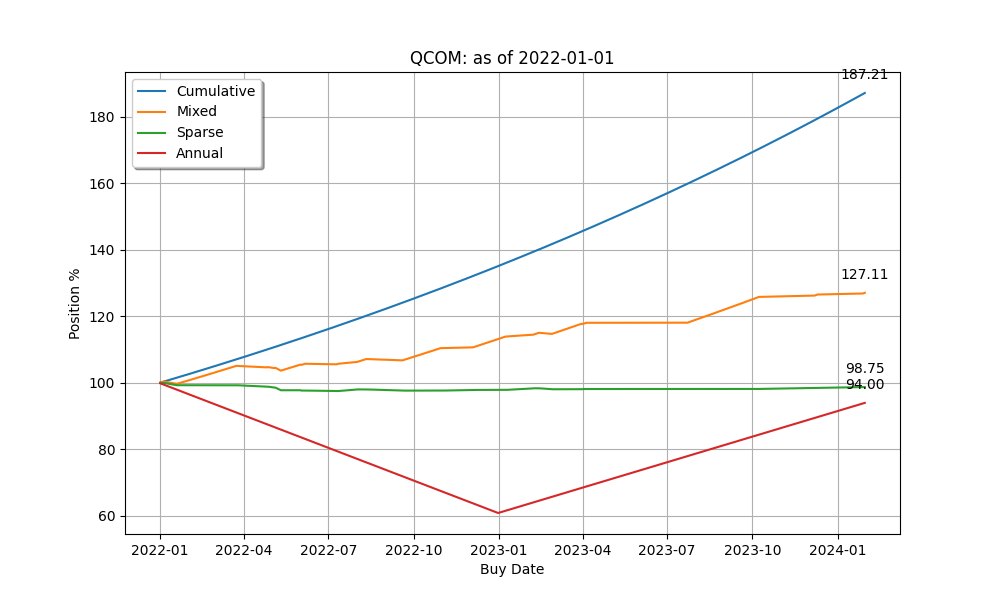 QCOM: as of 2022-01-01
187.21
Cumulative
Mixed
Sparse
Annual
180
160
140
127.11
120
98.75
100
94.00
80
60
Position %
2022-01 2022-04 2022-07 2022-10 2023-01 2023-04 2023-07 2023-10 2024-01
Buy Date